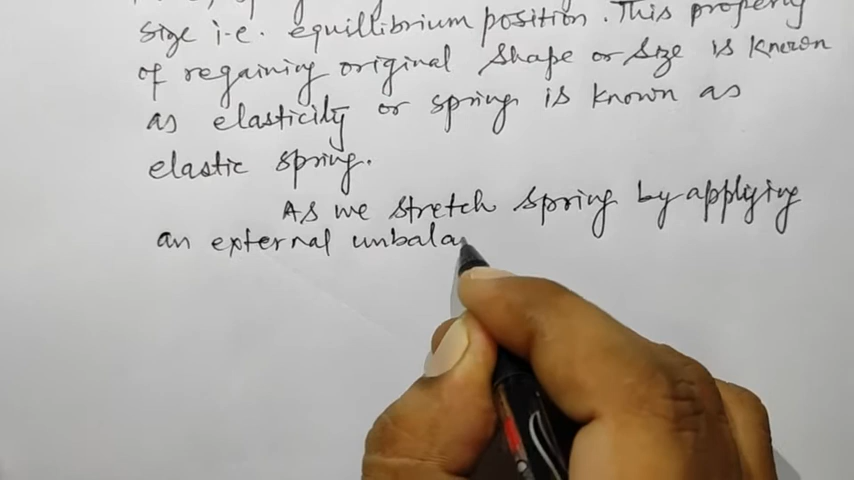 size i.e. equillibrium position. This property
of regaining original shape or size is known
as elasticity or spring is known as
elastic spring.
As we stretch spring by applying
an external unbala